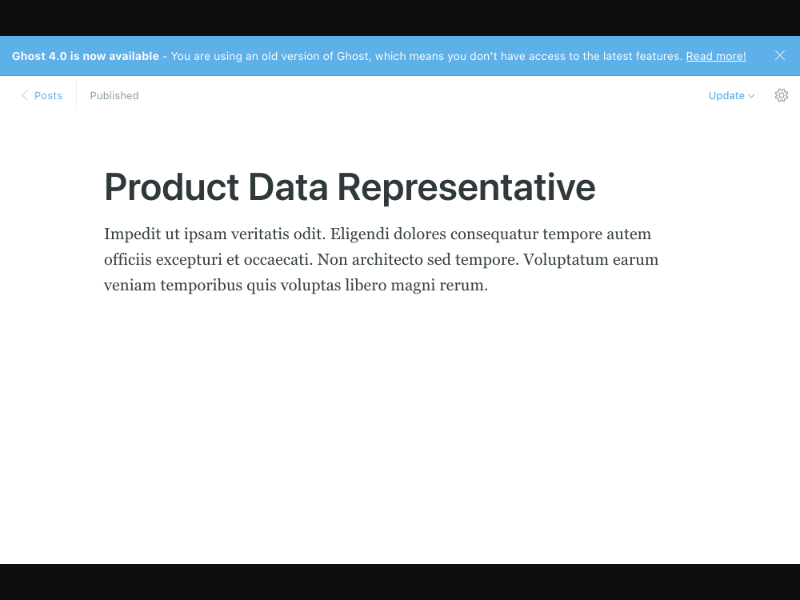 Ghost 4.0 is now available - You are using an old version of Ghost, which means you don't have access to the latest features. Read more!
Posts
Published
Update
Product Data Representative
Impedit ut ipsam veritatis odit. Eligendi dolores consequatur tempore autem
officiis excepturi et occaecati. Non architecto sed tempore. Voluptatum earum
veniam temporibus quis voluptas libero magni rerum.